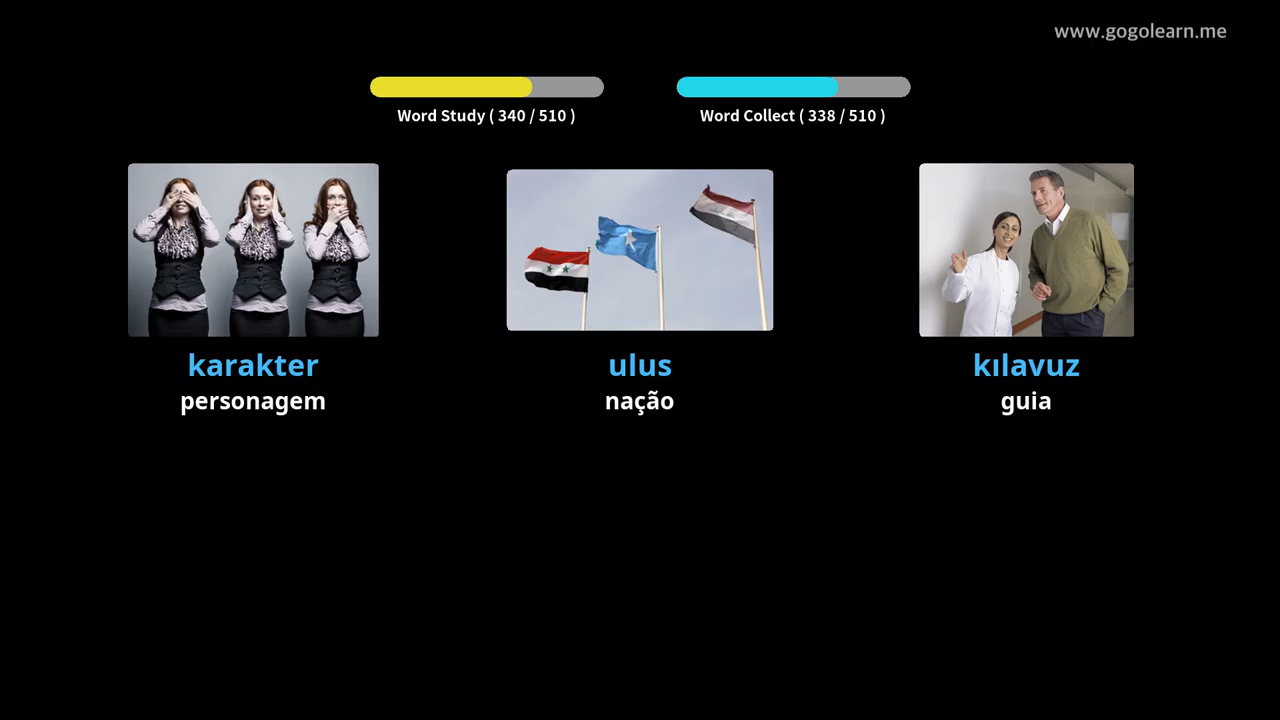 www.gogolearn.me
Word Study ( 340 / 510 )
Word Collect ( 338 / 510 )
karakter
personagem
ulus
nação
kılavuz
guia